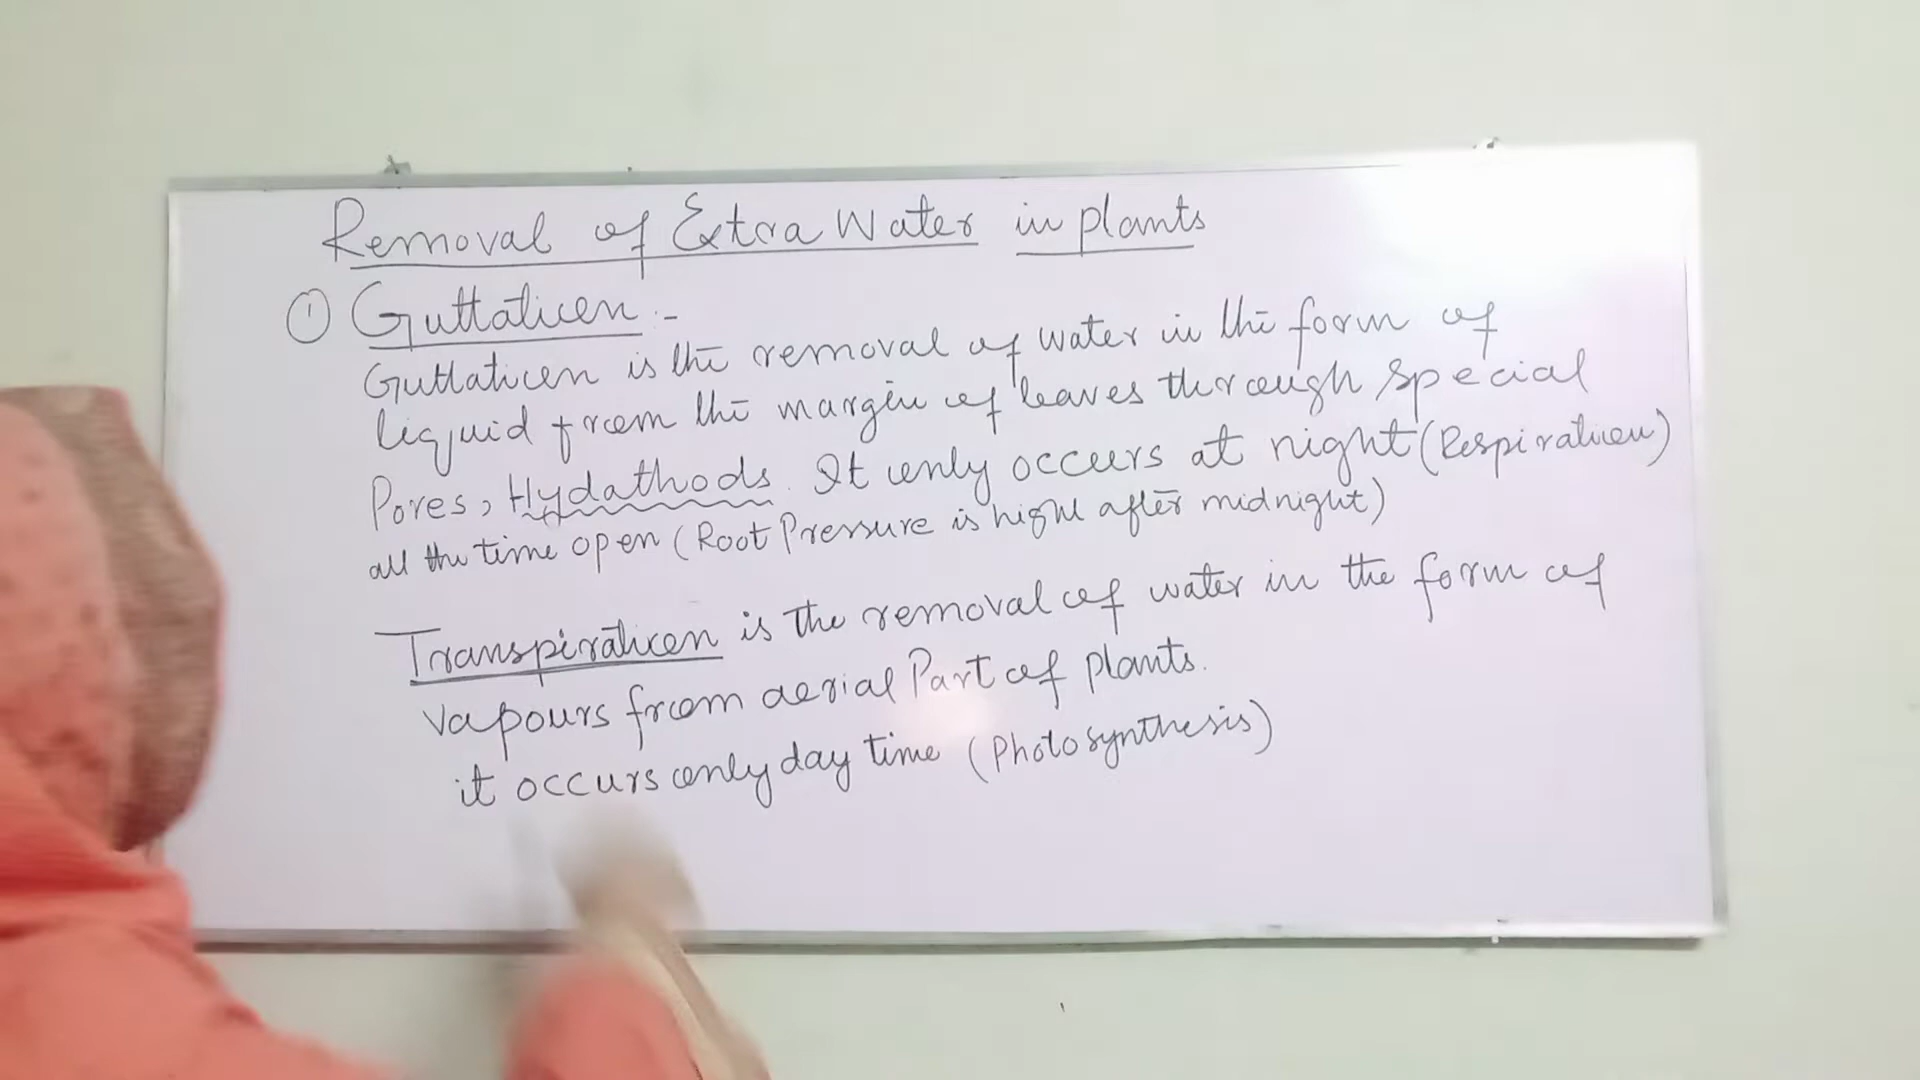 Removal of Extra Water in plants
① Guttation :-
Guttation is the removal of water in the form of
liquid from the margin of leaves through special
Pores, Hydathods. It only occurs at night (Respiration)
all the time open (Root Pressure is high after midnight)
Transpiration is the removal of water in the form of
vapours from aerial Part of plants.
it occurs only day time (Photosynthesis)